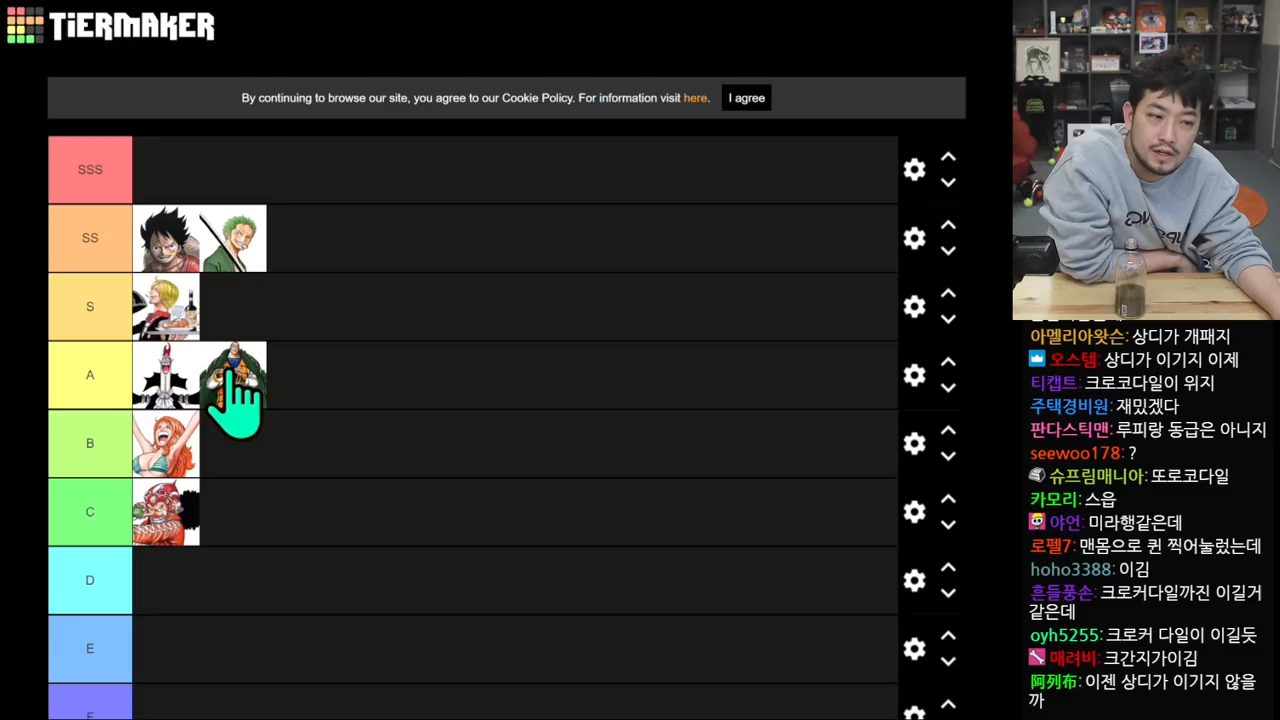 TIERMAKER
By continuing to browse our site, you agree to our Cookie Policy. For information visit here. I agree
SSS
SS
S
A
B
C
D
E
아멜리아왓슨: 상디가 개패지
오스템: 상디가 이기지 이제
티캡트: 크로코다일이 위지
주택경비원: 재밌겠다
판다스틱맨: 루피랑 동급은 아니지
seewoo178: ?
슈프림매니아: 또로코다일
카모리: 스읍
야언: 미라행같은데
로펠7: 맨몸으로 퀸 찍어눌렀는데
hoho3388: 이김
흔들풍손: 크로커다일까진 이길거
같은데
oyh5255: 크로커 다일이 이길듯
매려비: 크간지가이김
阿列布: 이젠 상디가 이기지 않을
까